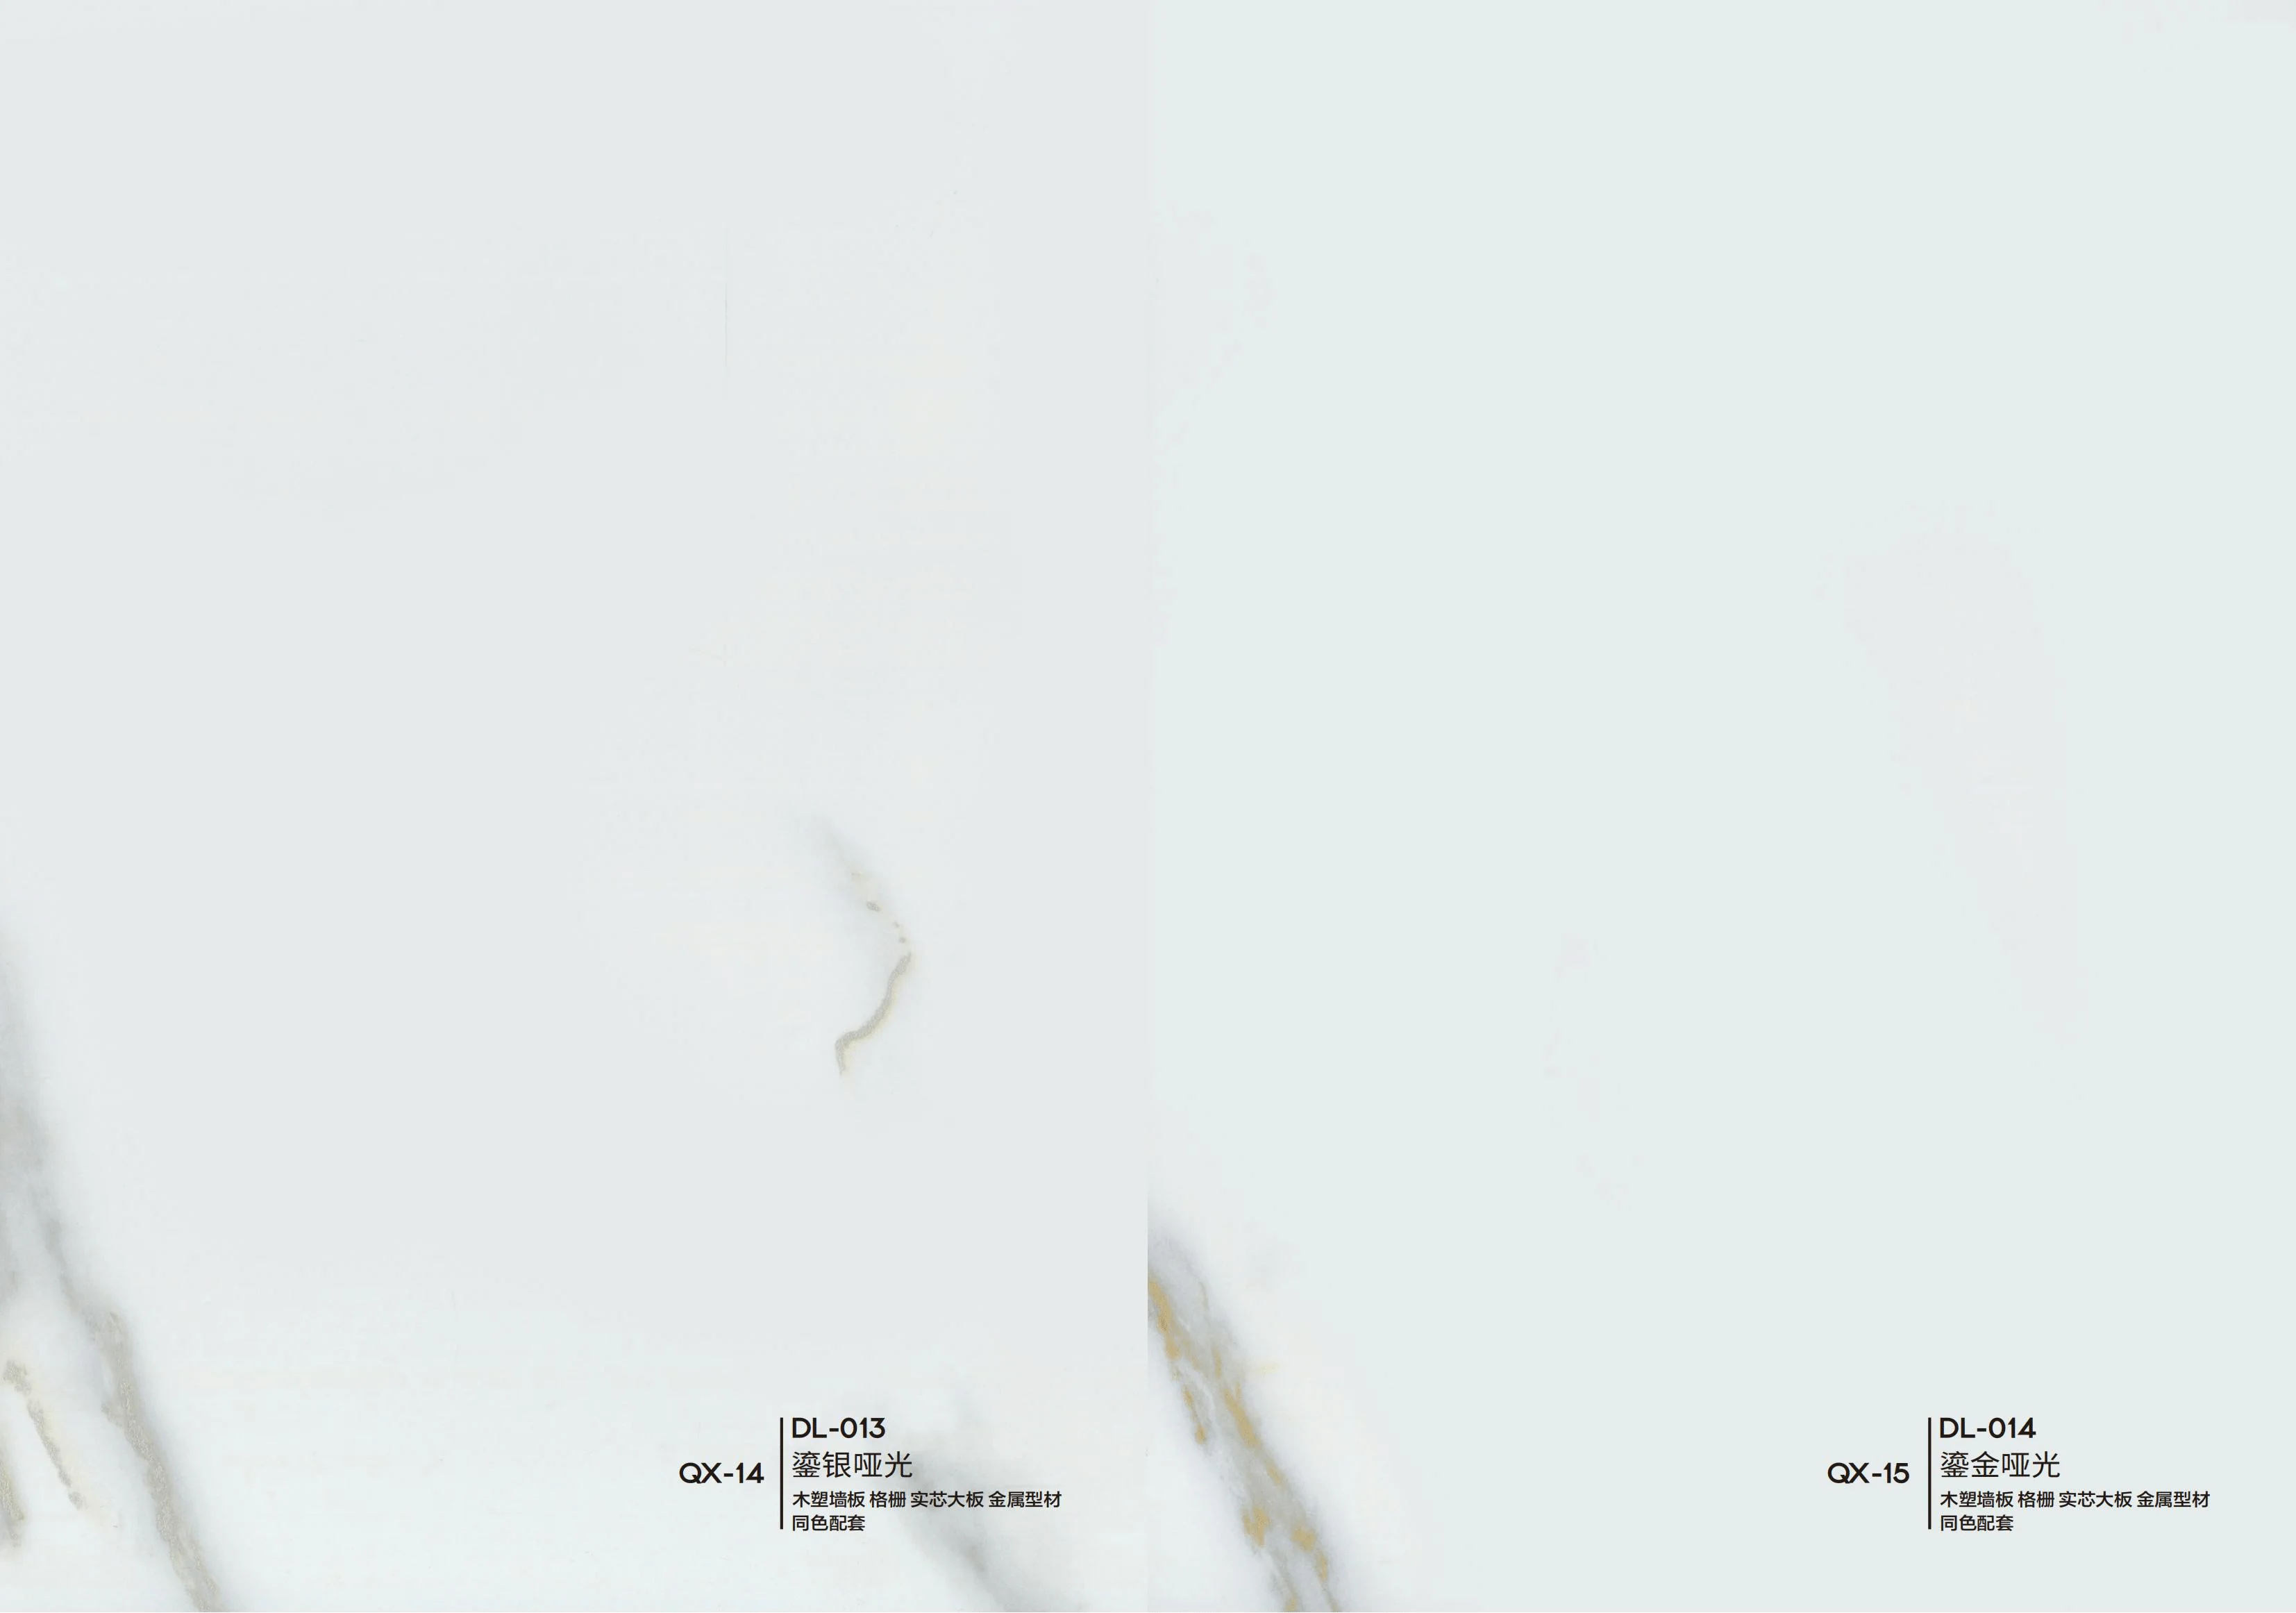 QX-14
DL-013
鎏银哑光
木塑墙板 格栅 实芯大板 金属型材
同色配套
QX-15
DL-014
鎏金哑光
木塑墙板 格栅 实芯大板 金属型材
同色配套